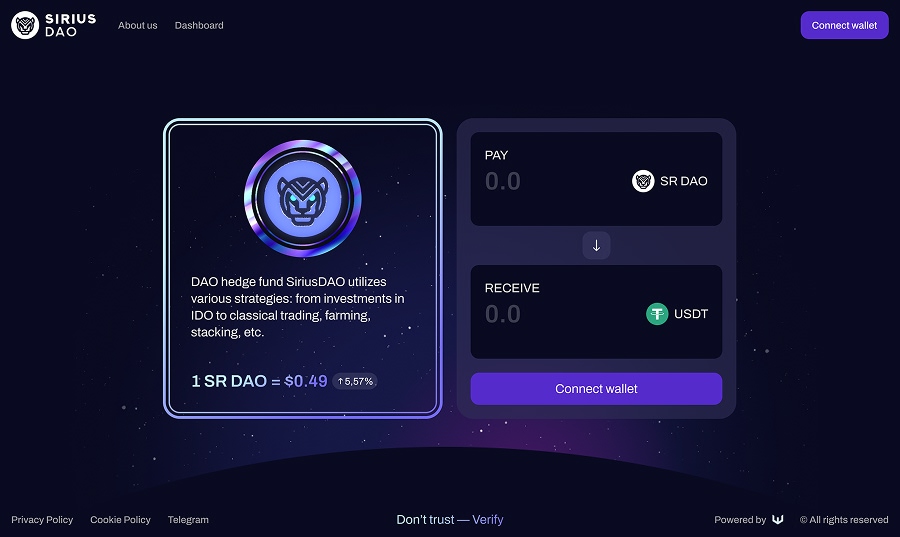 SIRIUS
DAO
About us
Dashboard
Connect wallet
DAO hedge fund SiriusDAO utilizes
various strategies: from investments in
IDO to classical trading, farming,
stacking, etc.
1 SR DAO = $0.49
↑5,57%
PAY
0.0
SR DAO
↓
RECEIVE
0.0
USDT
Connect wallet
Privacy Policy
Cookie Policy
Telegram
Don't trust — Verify
Powered by
© All rights reserved